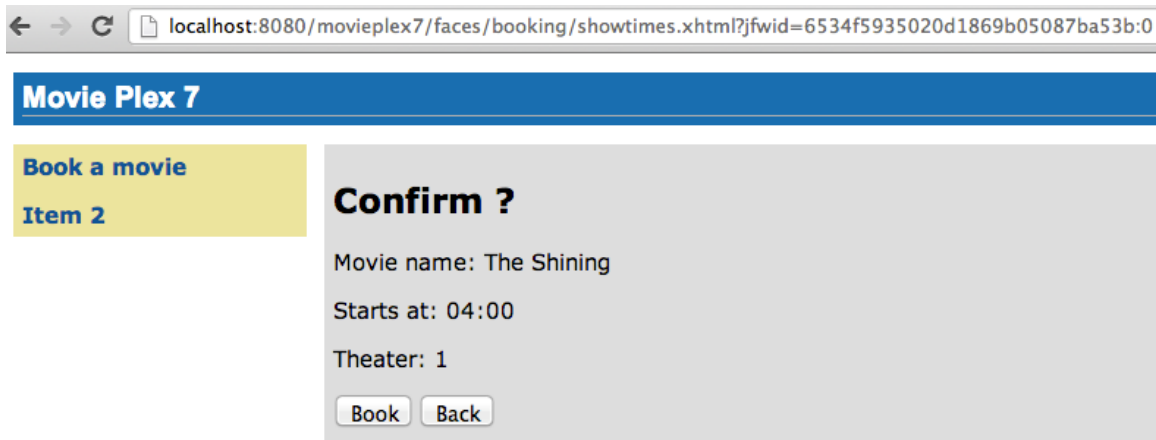 localhost:8080/movieplex7/faces/booking/showtimes.xhtml?jfwid=6534f5935020d1869b05087ba53b:0
Movie Plex 7
Book a movie
Item 2
Confirm ?
Movie name: The Shining
Starts at: 04:00
Theater: 1
Book Back